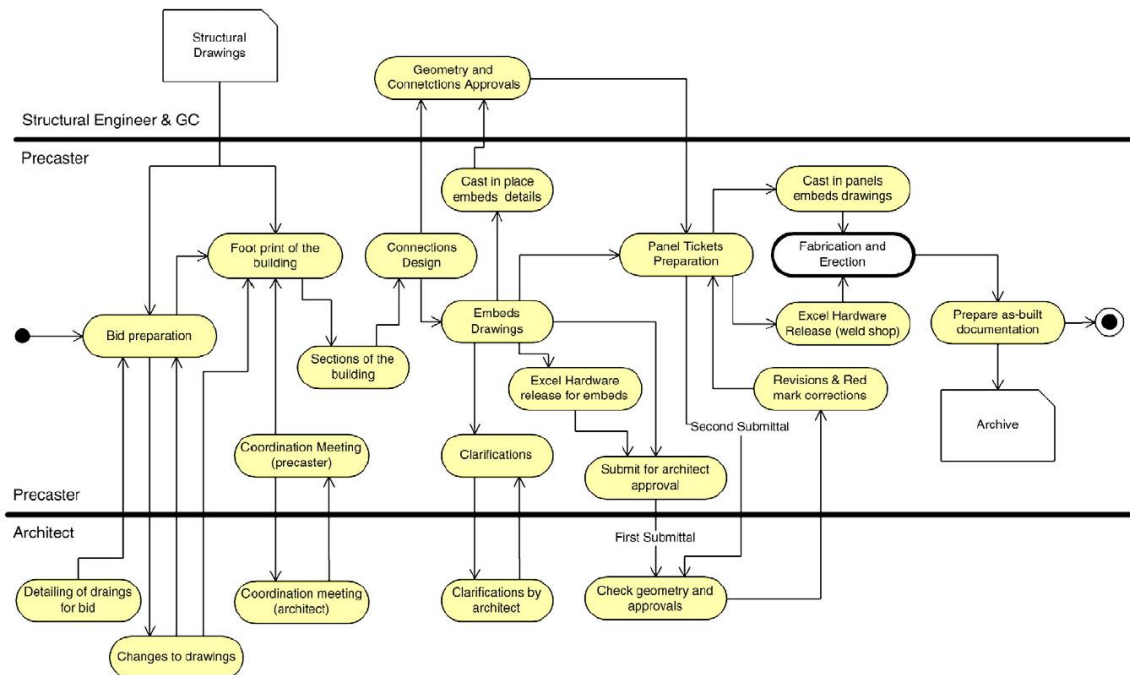 Structural
Drawings
Geometry and
Connetctions Approvals
Structural Engineer & GC
Precaster
Cast in place
embeds details
Cast in panels
embeds drawings
Foot print of the
building
Connections
Design
Panel Tickets
Preparation
Fabrication and
Erection
Bid preparation
Embeds
Drawings
Excel Hardware
Release (weld shop)
Prepare as-built
documentation
Sections of the
building
Excel Hardware
release for embeds
Revisions & Red
mark corrections
Archive
Second Submittal
Coordination Meeting
(precaster)
Clarifications
Submit for architect
approval
Precaster
Architect
First Submittal
Detailing of draings
for bid
Coordination meeting
(architect)
Clarifications by
architect
Check geometry and
approvals
Changes to drawings